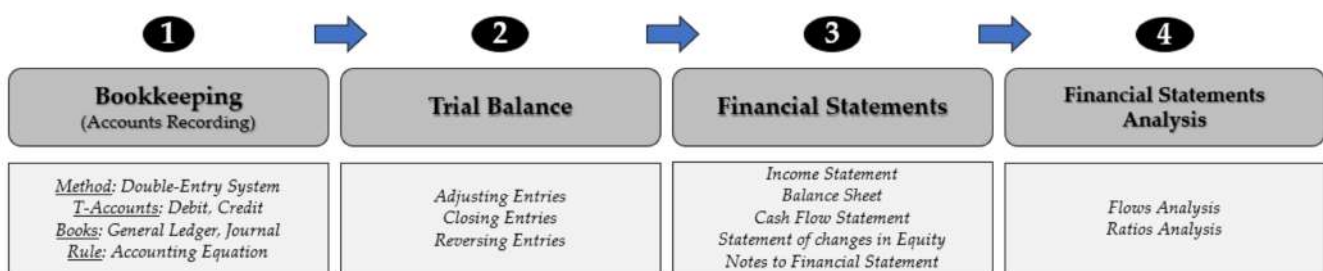 1
2
3
4
Bookkeeping
(Accounts Recording)
Trial Balance
Financial Statements
Financial Statements
Analysis
Method: Double-Entry System
T-Accounts: Debit, Credit
Books: General Ledger, Journal
Rule: Accounting Equation
Adjusting Entries
Closing Entries
Reversing Entries
Income Statement
Balance Sheet
Cash Flow Statement
Statement of changes in Equity
Notes to Financial Statement
Flows Analysis
Ratios Analysis